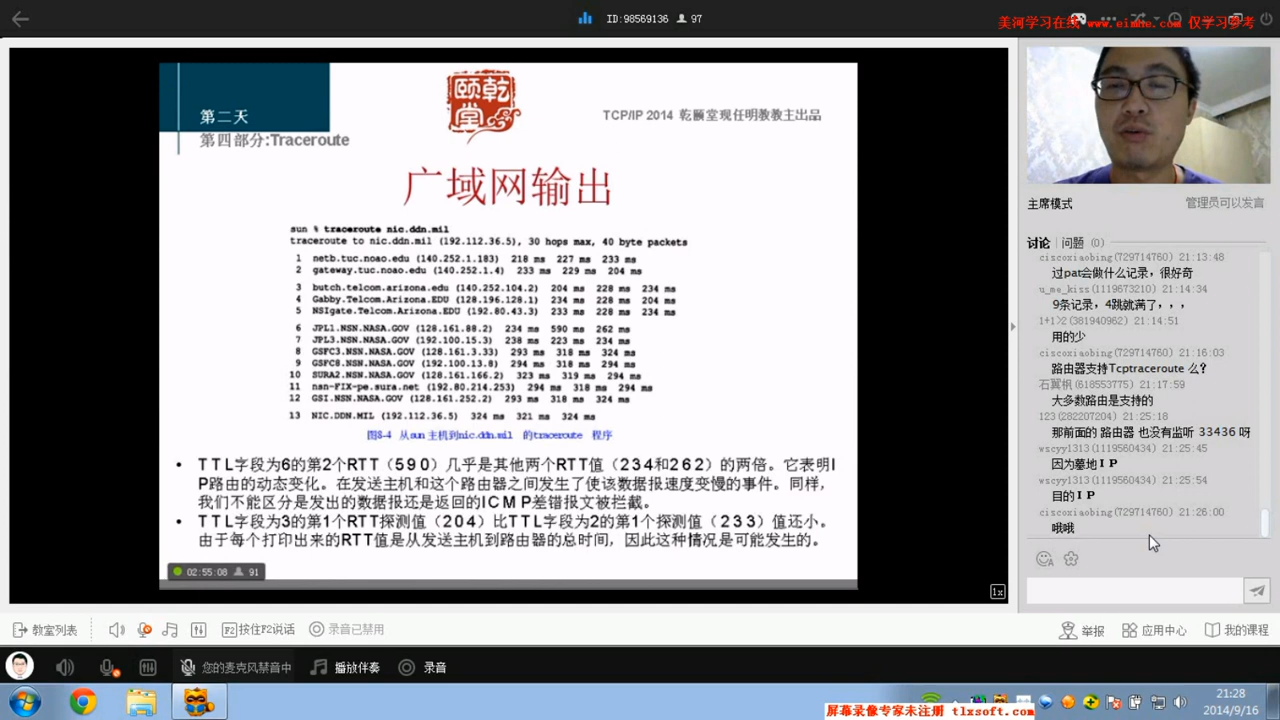 ID:98569136 97
美河学习在线 www.eimhe.com 仅学习参考
第二天
乾颐堂
TCP/IP 2014 乾颐堂现任明教教主出品
第四部分:Traceroute
广域网输出
sun % traceroute nic.ddn.mil
traceroute to nic.ddn.mil (192.112.36.5), 30 hops max, 40 byte packets
1 netb.tuc.noao.edu (140.252.1.183) 218 ms 227 ms 233 ms
2 gateway.tuc.noao.edu (140.252.1.4) 233 ms 229 ms 204 ms
3 butch.telcom.arizona.edu (140.252.104.2) 204 ms 228 ms 234 ms
4 Gabby.Telcom.Arizona.EDU (128.196.128.1) 234 ms 228 ms 204 ms
5 NSIgate.Telcom.Arizona.EDU (192.80.43.3) 233 ms 228 ms 234 ms
6 JPL1.NSN.NASA.GOV (128.161.88.2) 234 ms 590 ms 262 ms
7 JPL3.NSN.NASA.GOV (192.100.15.3) 238 ms 223 ms 234 ms
8 GSFC3.NSN.NASA.GOV (128.161.3.33) 293 ms 318 ms 324 ms
9 GSFC8.NSN.NASA.GOV (192.100.13.8) 294 ms 318 ms 294 ms
10 SURA2.NSN.NASA.GOV (128.161.166.2) 323 ms 319 ms 294 ms
11 nsn-FIX-pe.sura.net (192.80.214.253) 294 ms 318 ms 294 ms
12 GSI.NSN.NASA.GOV (128.161.252.2) 293 ms 318 ms 324 ms
13 NIC.DDN.MIL (192.112.36.5) 324 ms 321 ms 324 ms
图8-4 从sun主机到nic.ddn.mil 的traceroute 程序
• TTL字段为6的第2个RTT（590）几乎是其他两个RTT值（234和262）的两倍。它表明I
P路由的动态变化。在发送主机和这个路由器之间发生了使该数据报速度变慢的事件。同样，
我们不能区分是发出的数据报还是返回的ICMP差错报文被拦截。
• TTL字段为3的第1个RTT探测值（204）比TTL字段为2的第1个探测值（233）值还小。
由于每个打印出来的RTT值是从发送主机到路由器的总时间，因此这种情况是可能发生的。
02:55:08 91
1x
主席模式 管理员可以发言
讨论 问题 (0)
ciscoxiaobing(729714760) 21:13:48
过pat会做什么记录，很好奇
u_me_kiss(1119673210) 21:14:34
9条记录，4跳就满了，，，
1+1>2(381940962) 21:14:51
用的少
ciscoxiaobing(729714760) 21:16:03
路由器支持Tcptraceroute 么？
石翼帆(618553775) 21:17:59
大多数路由是支持的
123(282207204) 21:25:18
那前面的 路由器 也没有监听 33436 呀
wscyy1313(1119560434) 21:25:45
因为墓地IP
wscyy1313(1119560434) 21:25:54
目的IP
ciscoxiaobing(729714760) 21:26:00
哦哦
教室列表 F2 按住F2说话 录音已禁用 举报 应用中心 我的课程
您的麦克风禁音中 播放伴奏 录音
21:28
2014/9/16
屏幕录像专家未注册 tlxsoft.com